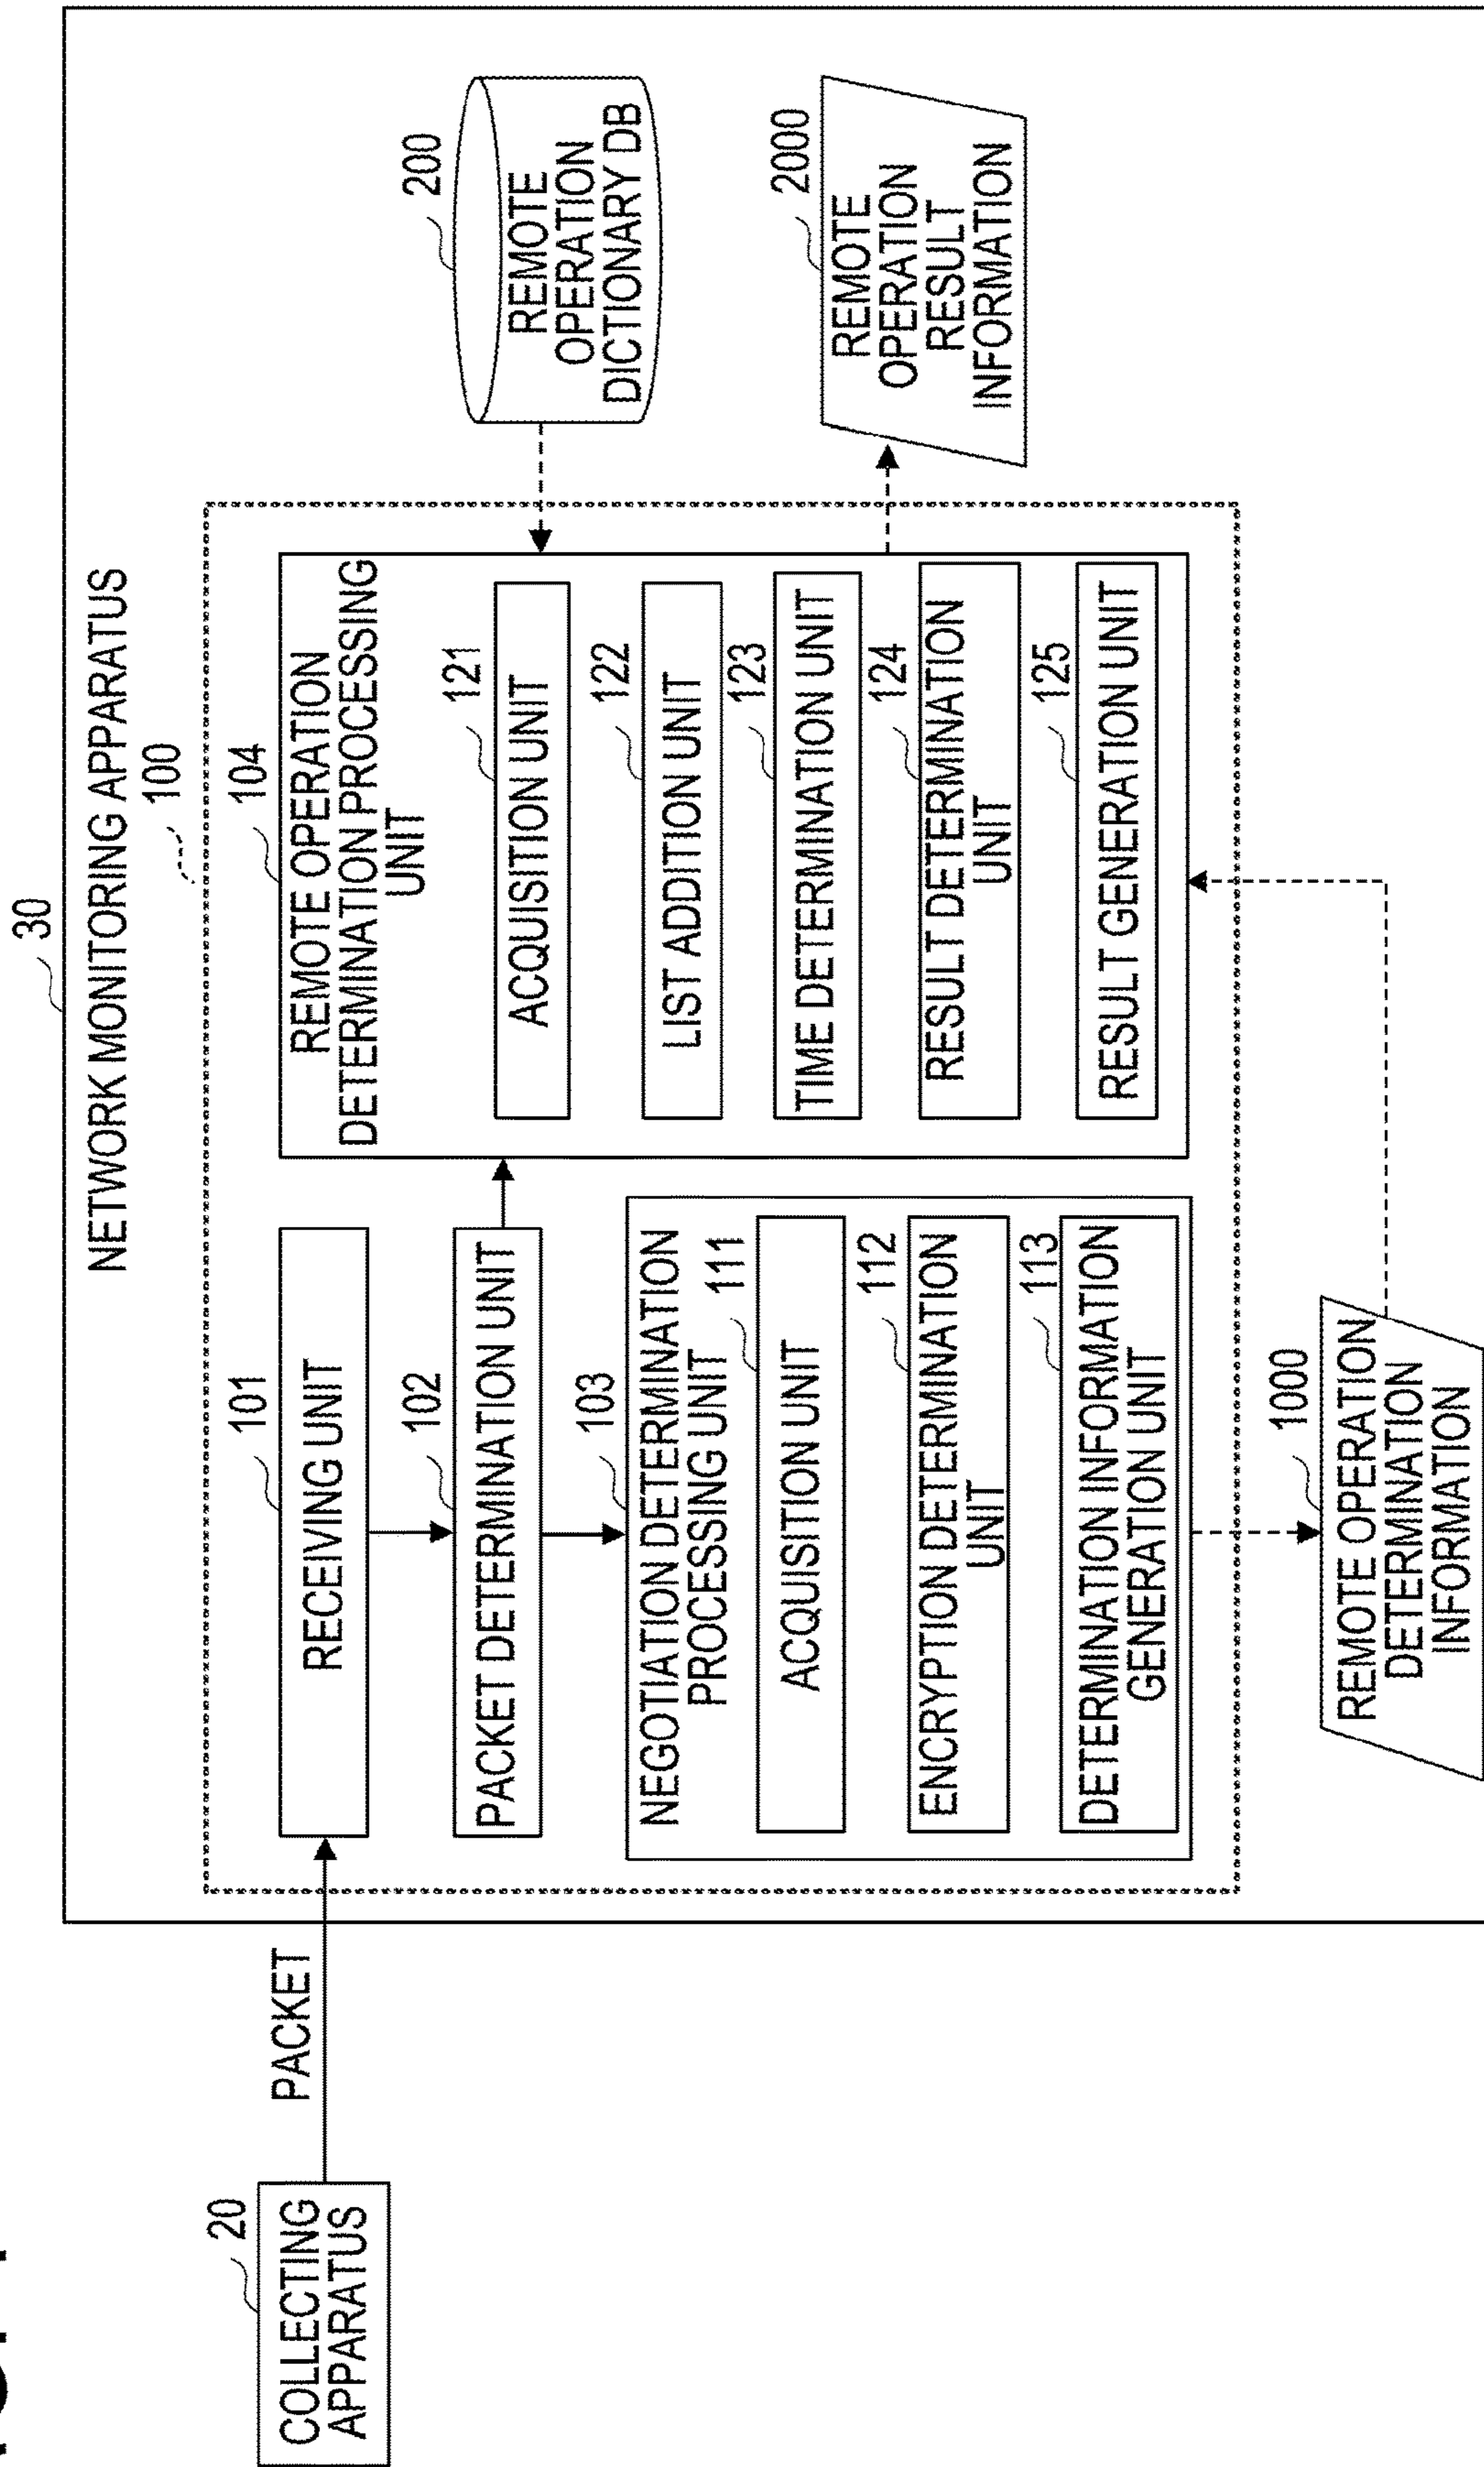 30
NETWORK MONITORING APPARATUS
100
20
COLLECTING
APPARATUS
PACKET
101
RECEIVING UNIT
102
PACKET DETERMINATION UNIT
103
NEGOTIATION DETERMINATION
PROCESSING UNIT
111
ACQUISITION UNIT
112
ENCRYPTION DETERMINATION
UNIT
113
DETERMINATION INFORMATION
GENERATION UNIT
104
REMOTE OPERATION
DETERMINATION PROCESSING
UNIT
121
ACQUISITION UNIT
122
LIST ADDITION UNIT
123
TIME DETERMINATION UNIT
124
RESULT DETERMINATION
UNIT
125
RESULT GENERATION UNIT
200
REMOTE
OPERATION
DICTIONARY DB
2000
REMOTE
OPERATION
RESULT
INFORMATION
1000
REMOTE OPERATION
DETERMINATION
INFORMATION